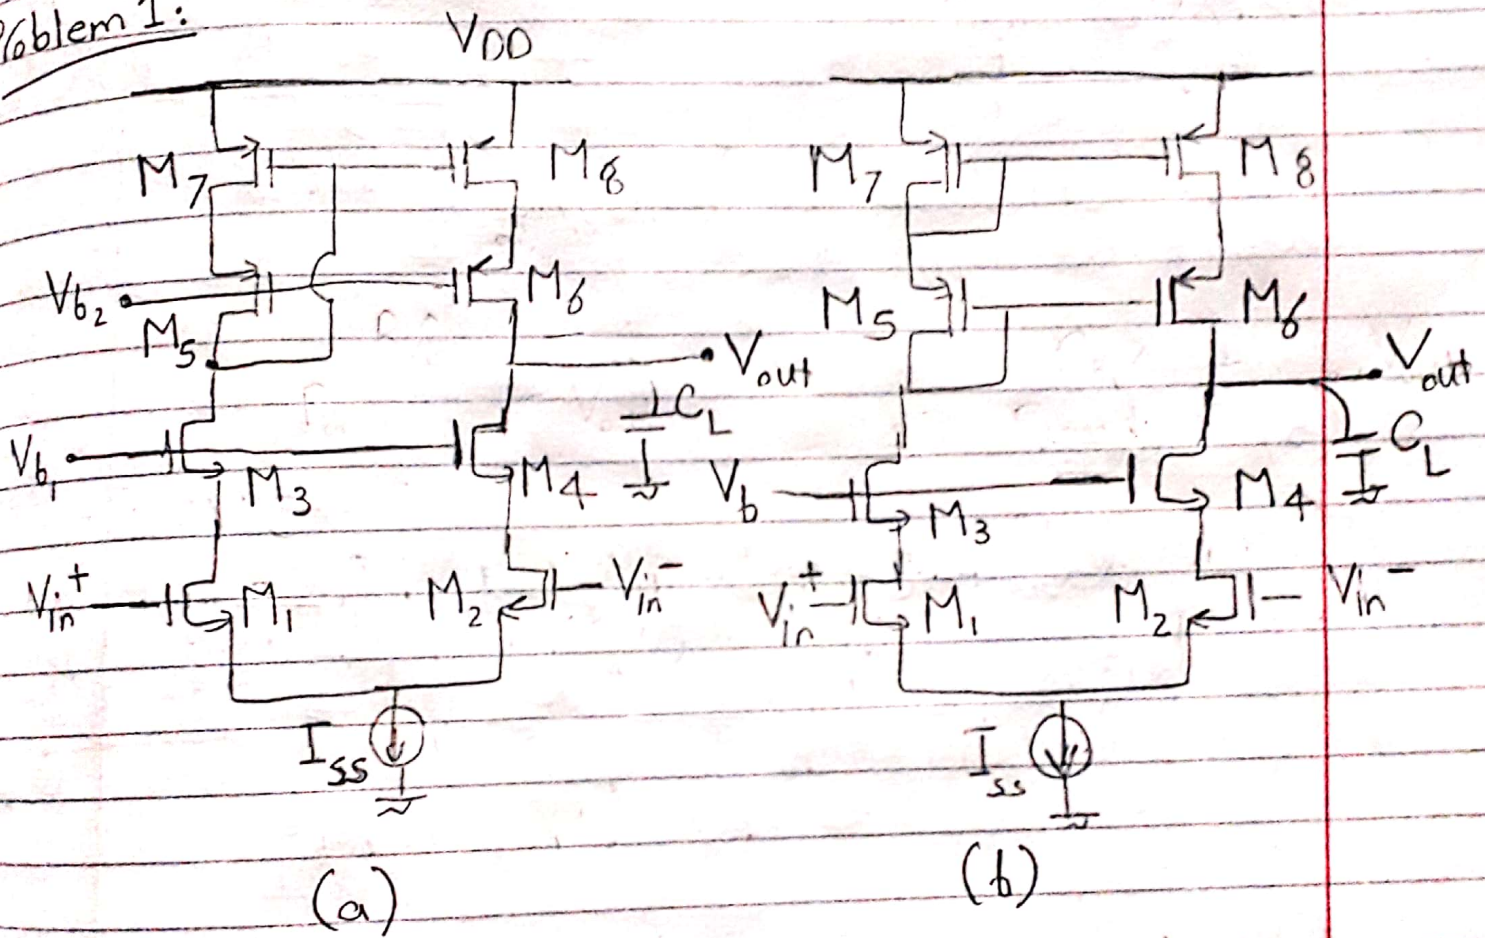 Problem 1:
VDD
M7 M8 M7 M8
Vb2 M5 M6 M5 M6
Vout Vout
CL CL
Vb1 M3 M4 Vb M3 M4
Vin+ M1 M2 Vin- Vin+ M1 M2 Vin-
Iss Iss
(a) (b)